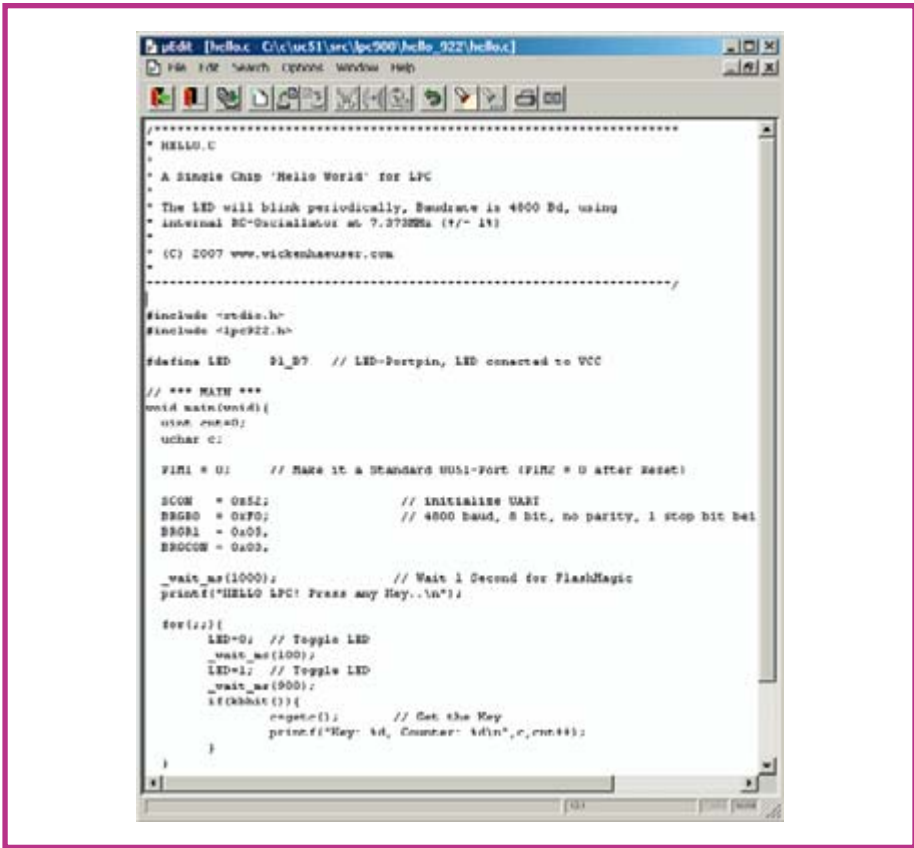 µEdit - [hello.c - C:\c\uc51\src\lpc900\hello_922\hello.c]
File Edit Search Options Window Help
/***********************************************************************
* HELLO.C
*
* A Single Chip 'Hello World' for LPC
*
* The LED will blink periodically, Baudrate is 4800 Bd, using
* internal RC-Osciallator at 7.373MHz (+/- 1%)
*
* (C) 2007 www.wickenhaeuser.com
*
***********************************************************************/
#include <stdio.h>
#include <lpc922.h>
#define LED P1_B7 // LED-Portpin, LED conected to VCC
// *** MAIN ***
void main(void){
uint cnt=0;
uchar c;
P1M1 = 0; // Make it a Standard 8051-Port (P1M2 = 0 after Reset)
SCON = 0x52; // initialize UART
BRGR0 = 0xF0; // 4800 baud, 8 bit, no parity, 1 stop bit
BRGR1 = 0x05;
BRGCON = 0x03;
_wait_ms(1000); // Wait 1 Second for FlashMagic
printf("HELLO LPC! Press any Key..\n");
for(;;){
LED=0; // Toggle LED
_wait_ms(100);
LED=1; // Toggle LED
_wait_ms(900);
if(kbhit()){
c=getc(); // Get the Key
printf("Key: %d, Counter: %d\n",c,cnt++);
}
}